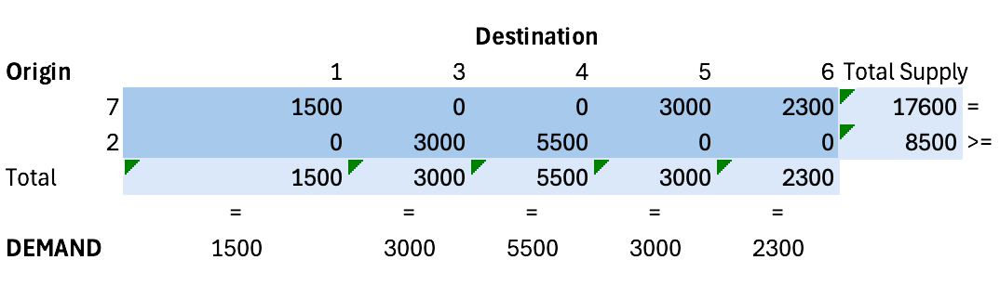 Destination
Origin 1 3 4 5 6 Total Supply
7 1500 0 0 3000 2300 17600 =
2 0 3000 5500 0 0 8500 >=
Total 1500 3000 5500 3000 2300
= = = = =
DEMAND 1500 3000 5500 3000 2300